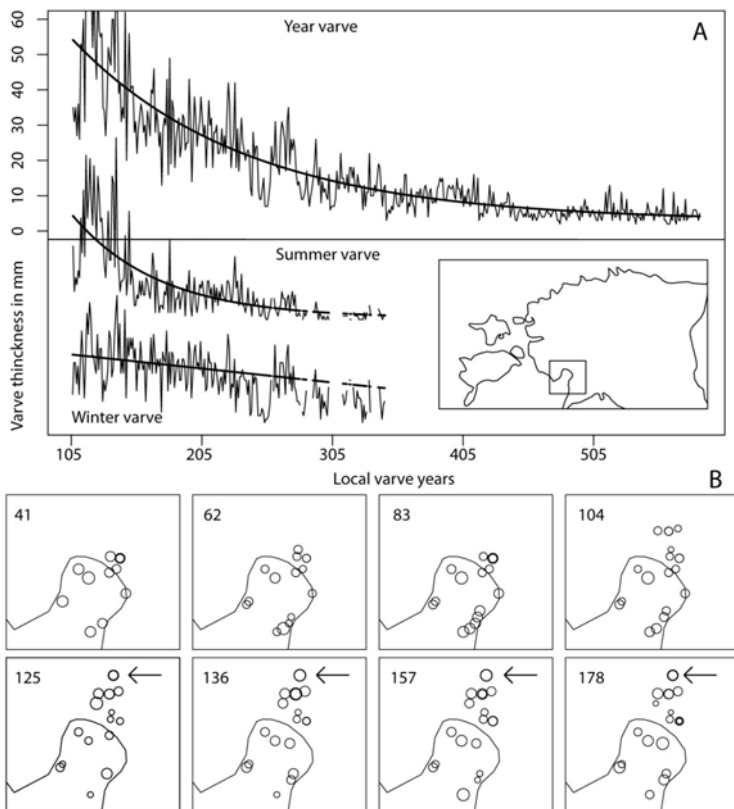 A
Year varve
60
50
40
30
20
10
0
Varve thinckness in mm
Summer varve
Winter varve
105 205 305 405 505
Local varve years
B
41 62 83 104
125 136 157 178